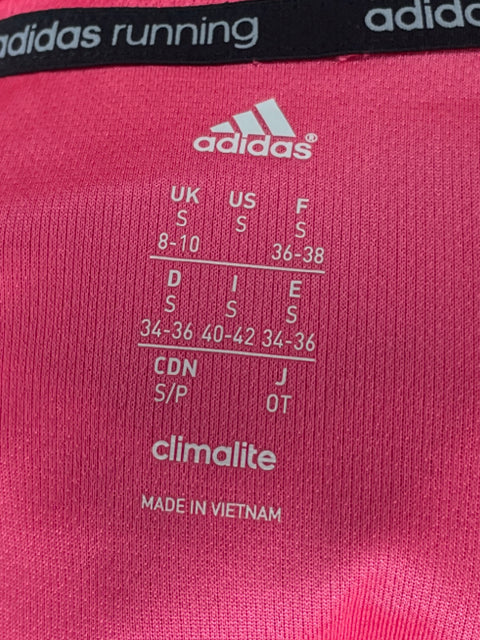 adidas running
adidas
adidas®
UK US F
S S S
8-10 36-38
D I E
S S S
34-36 40-42 34-36
CDN J
S/P OT
climalite
MADE IN VIETNAM